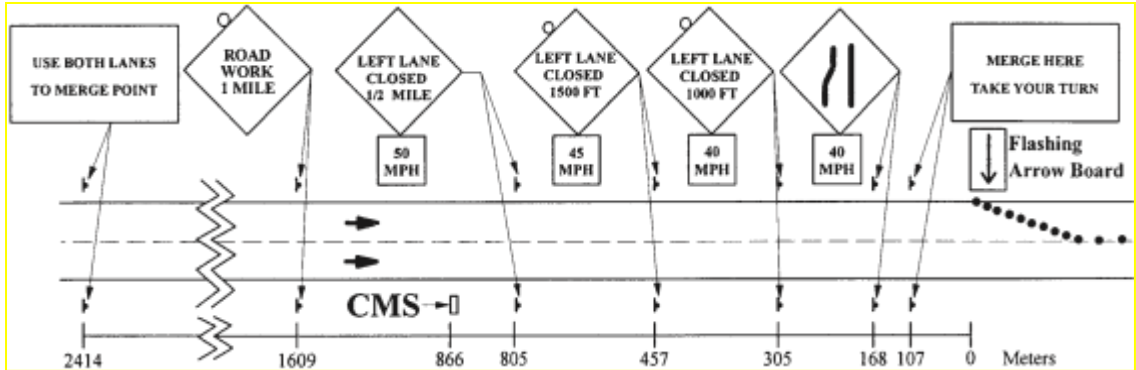 USE BOTH LANES
TO MERGE POINT
ROAD
WORK
1 MILE
LEFT LANE
CLOSED
1/2 MILE
50
MPH
LEFT LANE
CLOSED
1500 FT
45
MPH
LEFT LANE
CLOSED
1000 FT
40
MPH
40
MPH
MERGE HERE
TAKE YOUR TURN
Flashing
Arrow Board
CMS
2414 1609 866 805 457 305 168 107 0 Meters